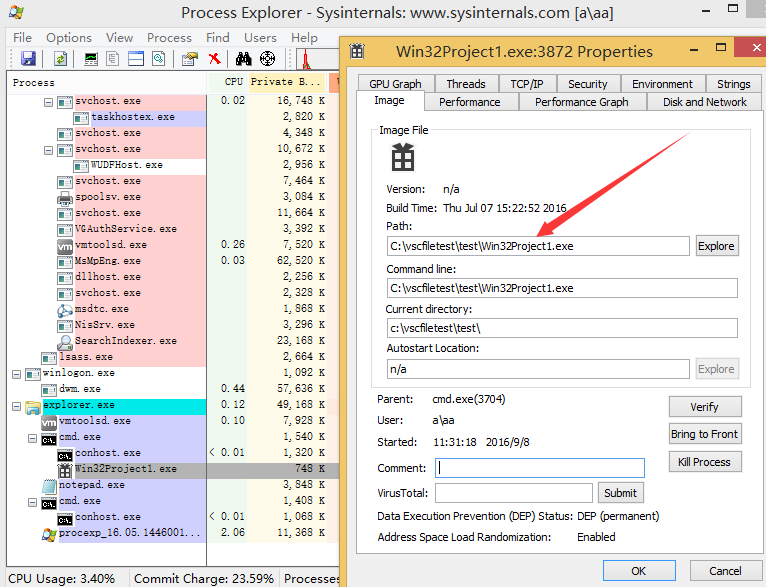 Process Explorer - Sysinternals: www.sysinternals.com [a\aa]
File Options View Process Find Users Help
Process CPU Private B...
svchost.exe 0.02 16,748 K
taskhostex.exe 2,820 K
svchost.exe 4,348 K
svchost.exe 10,672 K
WUDFHost.exe 2,956 K
svchost.exe 7,464 K
spoolsv.exe 3,084 K
svchost.exe 11,664 K
VGAuthService.exe 3,392 K
vmtoolsd.exe 0.26 7,520 K
MsMpEng.exe 0.03 62,520 K
dllhost.exe 2,256 K
svchost.exe 2,328 K
msdtc.exe 1,868 K
NisSrv.exe 3,296 K
SearchIndexer.exe 23,168 K
lsass.exe 2,664 K
winlogon.exe 1,092 K
dwm.exe 0.44 57,636 K
explorer.exe 0.12 49,168 K
vmtoolsd.exe 0.10 7,928 K
cmd.exe 1,540 K
conhost.exe < 0.01 1,320 K
Win32Project1.exe 748 K
notepad.exe 3,848 K
cmd.exe 1,408 K
conhost.exe < 0.01 1,068 K
procexp_16.05.1446001... 2.06 11,368 K
CPU Usage: 3.40% Commit Charge: 23.59% Processes
Win32Project1.exe:3872 Properties
GPU Graph Threads TCP/IP Security Environment Strings
Image Performance Performance Graph Disk and Network
Image File
Version: n/a
Build Time: Thu Jul 07 15:22:52 2016
Path:
C:\vscfiletest\test\Win32Project1.exe Explore
Command line:
C:\vscfiletest\test\Win32Project1.exe
Current directory:
c:\vscfiletest\test\
Autostart Location:
n/a Explore
Parent: cmd.exe(3704) Verify
User: a\aa
Started: 11:31:18 2016/9/8 Bring to Front
Comment: Kill Process
VirusTotal: Submit
Data Execution Prevention (DEP) Status: DEP (permanent)
Address Space Load Randomization: Enabled
OK Cancel